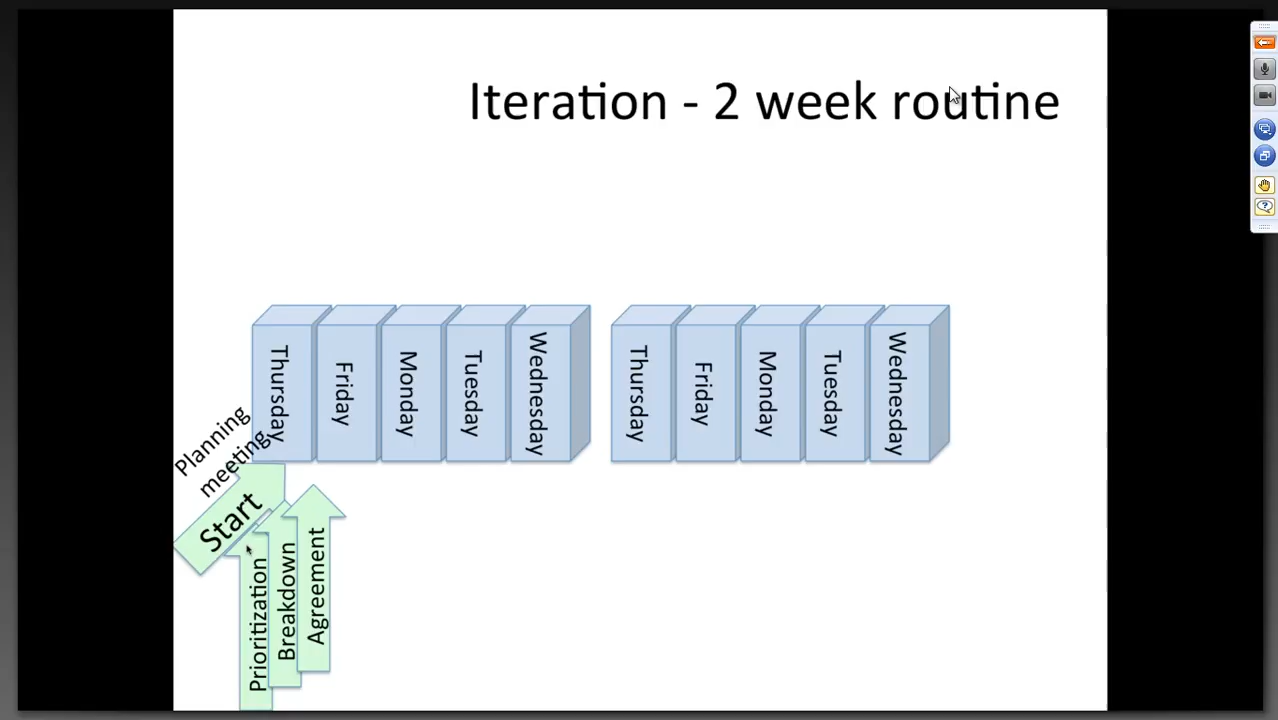 Iteration - 2 week routine
Thursday
Friday
Monday
Tuesday
Wednesday
Thursday
Friday
Monday
Tuesday
Wednesday
Planning
meeting
Start
Prioritization
Breakdown
Agreement